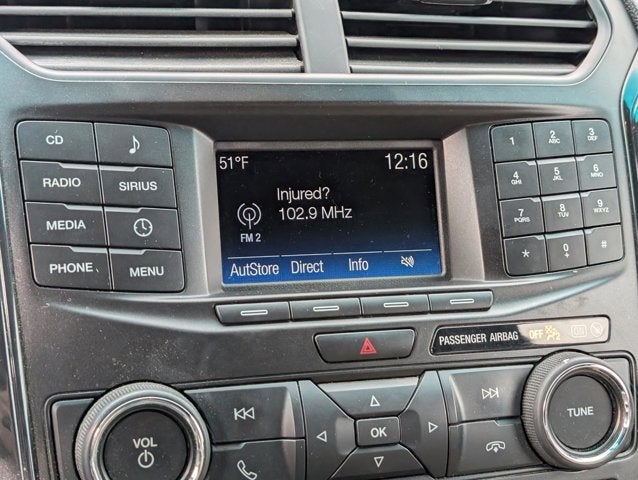 CD
RADIO
SIRIUS
MEDIA
PHONE
MENU
51°F
12:16
Injured?
102.9 MHz
FM 2
AutStore Direct Info
1
2 ABC
3 DEF
4 GHI
5 JKL
6 MNO
7 PQRS
8 TUV
9 WXYZ
*
0 +
#
PASSENGER AIRBAG OFF 2 ON
VOL
OK
TUNE